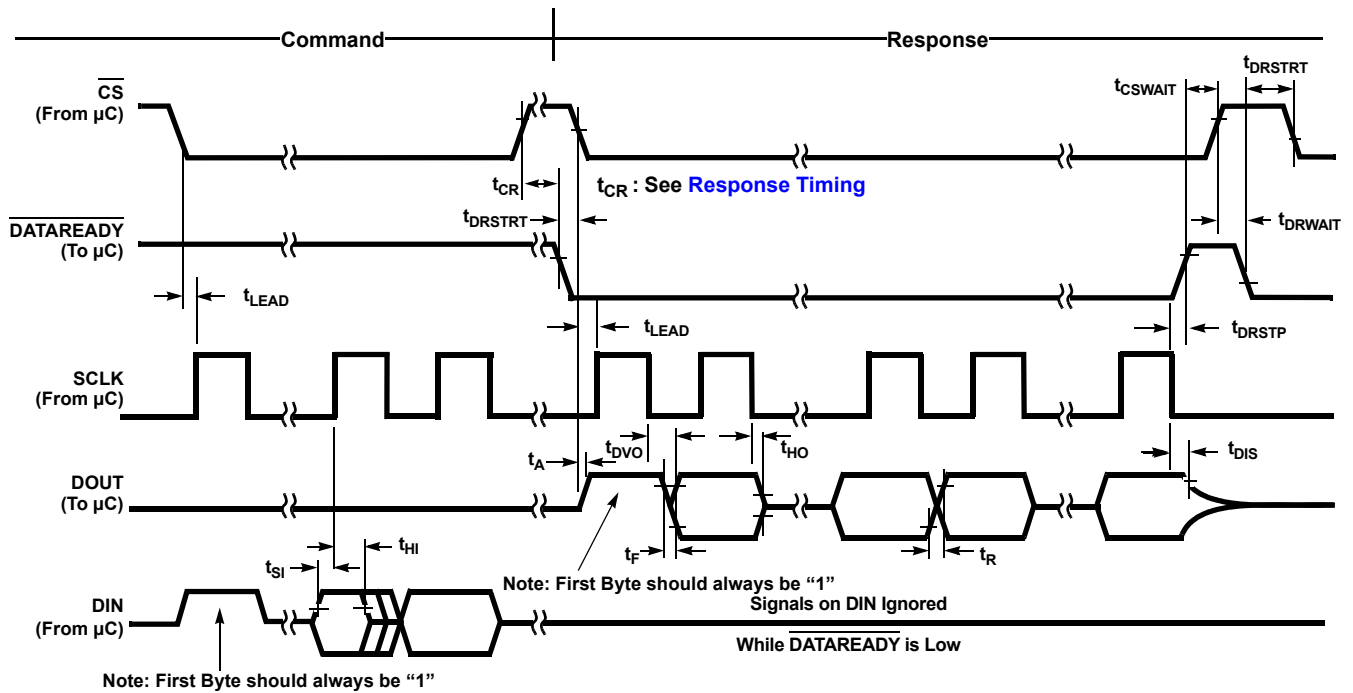 Command
Response
CS
(From µC)
tCSWAIT
tDRSTRT
tCR
tCR : See Response Timing
tDRSTRT
DATAREADY
(To µC)
tDRWAIT
tLEAD
tLEAD
tDRSTP
SCLK
(From µC)
tA
tDVO
tHO
tDIS
DOUT
(To µC)
tHI
tSI
tF
tR
Note: First Byte should always be “1”
DIN
(From µC)
Signals on DIN Ignored
While DATAREADY is Low
Note: First Byte should always be “1”